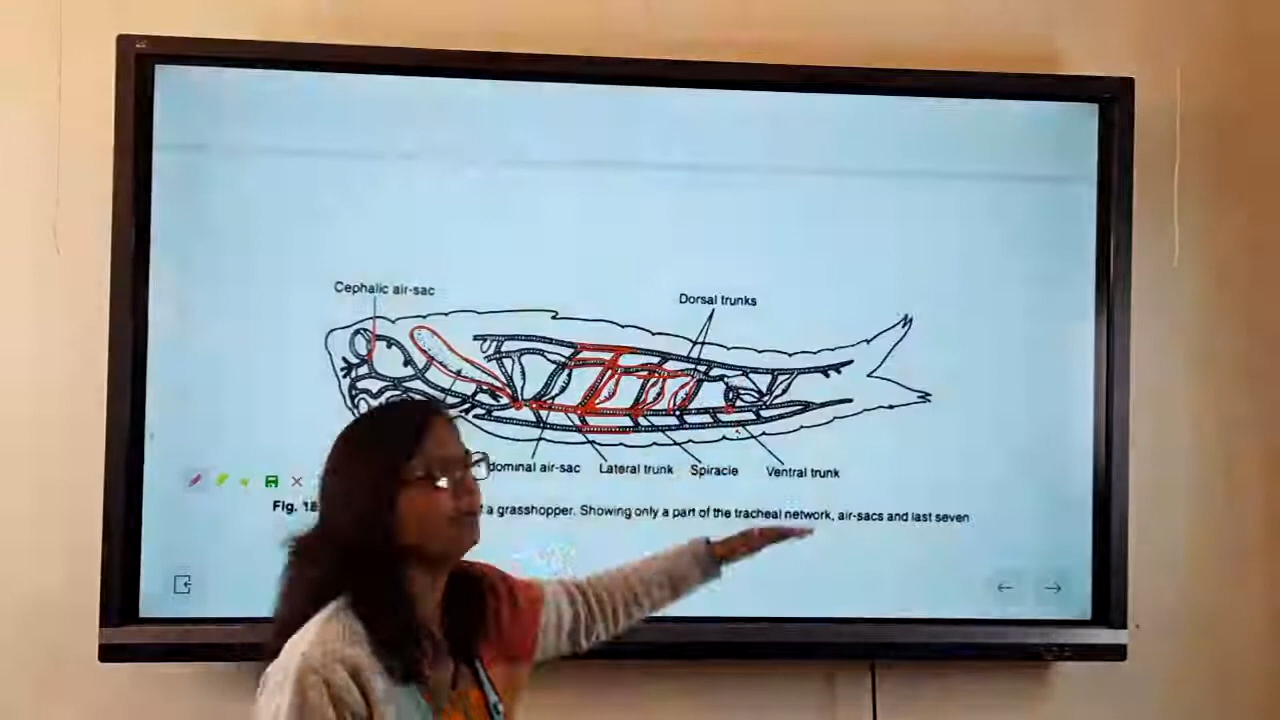 Cephalic air-sac
Dorsal trunks
dominal air-sac
Lateral trunk
Spiracle
Ventral trunk
Fig. 18
a grasshopper. Showing only a part of the tracheal network, air-sacs and last seven